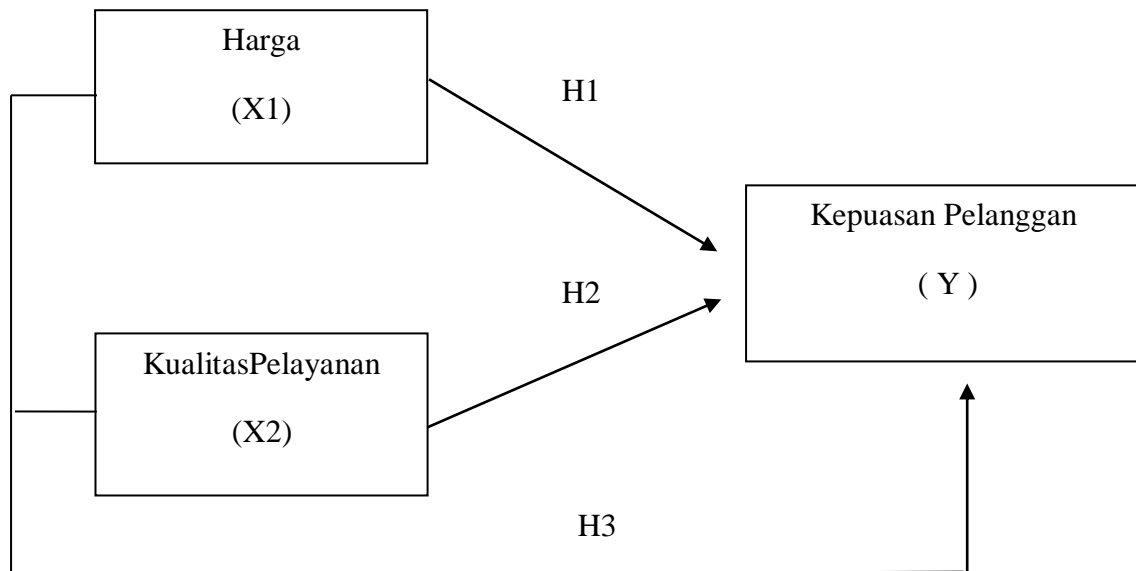 Harga
(X1)
H1
Kepuasan Pelanggan
( Y )
H2
KualitasPelayanan
(X2)
H3